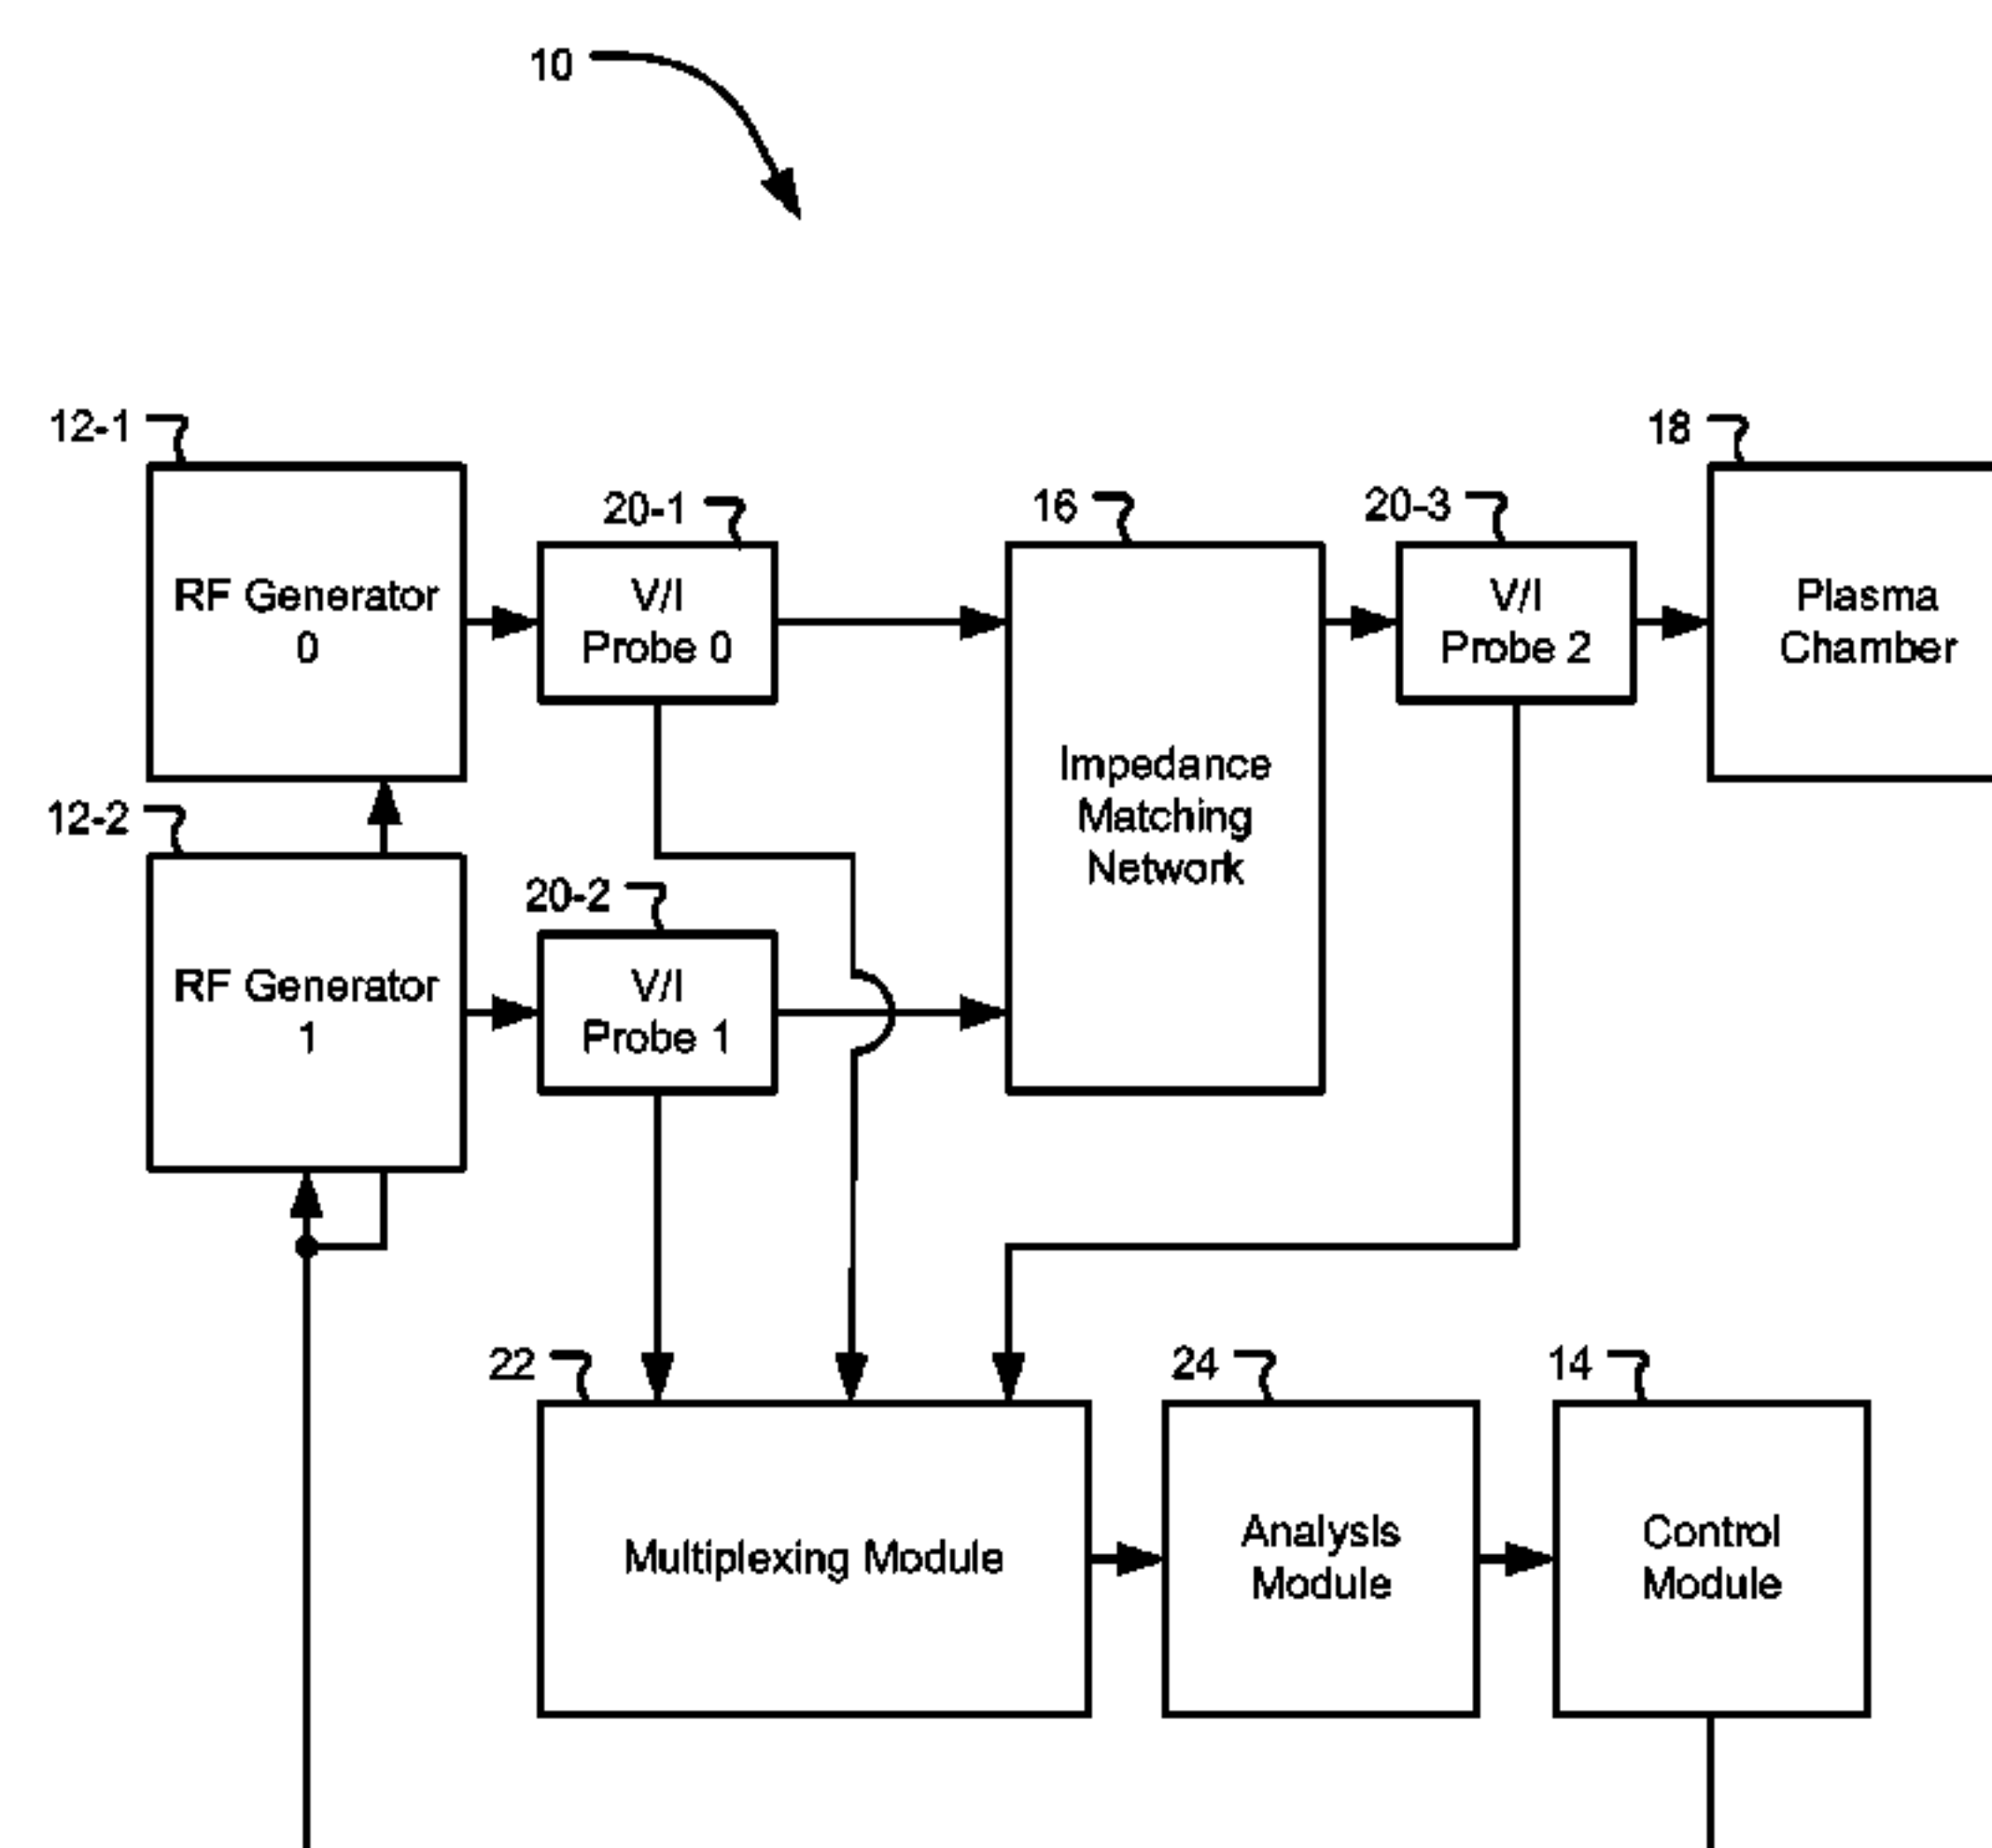 10
12-1
RF Generator
0
20-1
V/I
Probe 0
16
Impedance
Matching
Network
20-3
V/I
Probe 2
18
Plasma
Chamber
12-2
RF Generator
1
20-2
V/I
Probe 1
22
Multiplexing Module
24
Analysis
Module
14
Control
Module